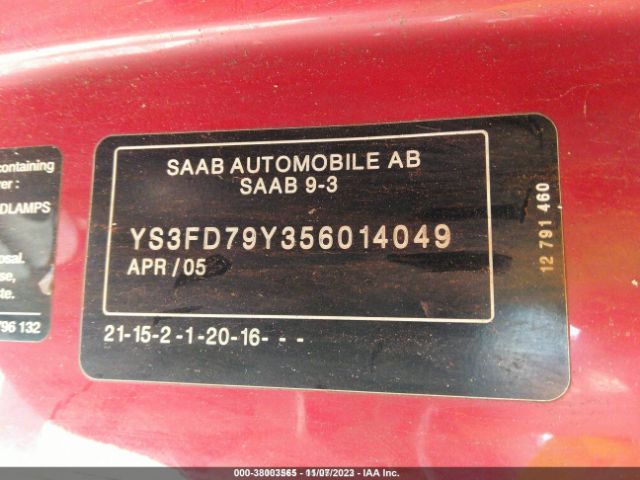 containing
er :
DLAMPS
osal.
se,
te.
796 132
SAAB AUTOMOBILE AB
SAAB 9-3
YS3FD79Y356014049
APR / 05
21-15-2 -1-20-16- - -
12 791 460
000-38003565 - 11/07/2023 - IAA Inc.